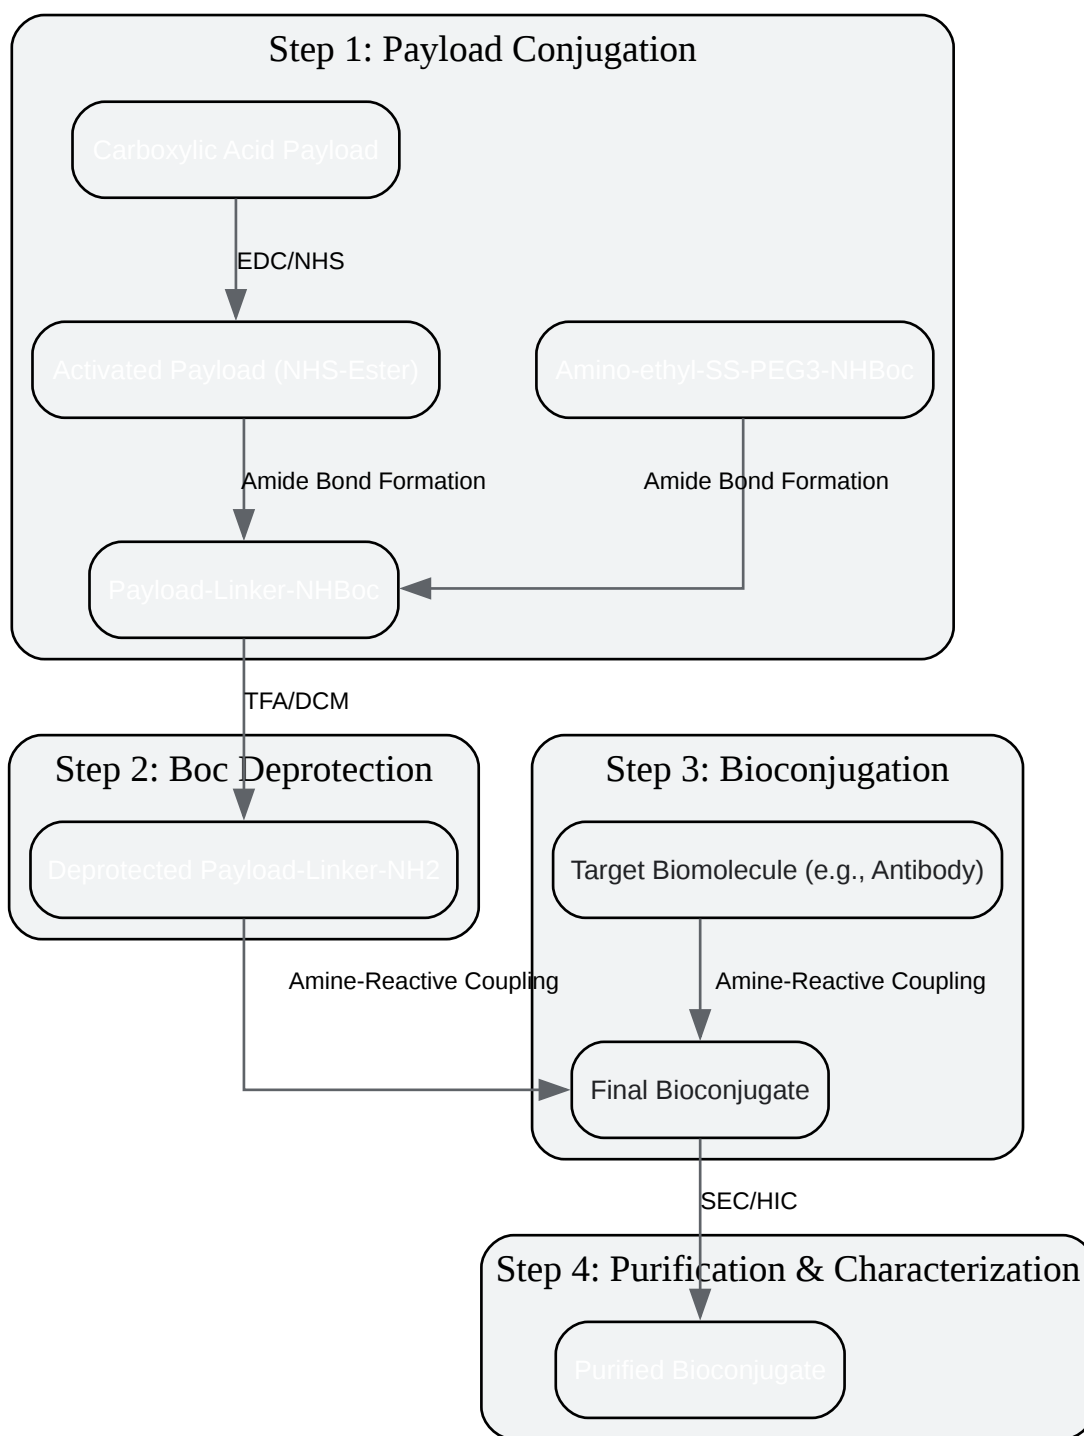 Step 1: Payload Conjugation
Carboxylic Acid Payload
EDC/NHS
Activated Payload (NHS-Ester)
Amino-ethyl-SS-PEG3-NHBoc
Amide Bond Formation
Amide Bond Formation
Payload-Linker-NHBoc
TFA/DCM
Step 2: Boc Deprotection
Step 3: Bioconjugation
Deprotected Payload-Linker-NH2
Target Biomolecule (e.g., Antibody)
Amine-Reactive Coupling
Amine-Reactive Coupling
Final Bioconjugate
SEC/HIC
Step 4: Purification & Characterization
Purified Bioconjugate